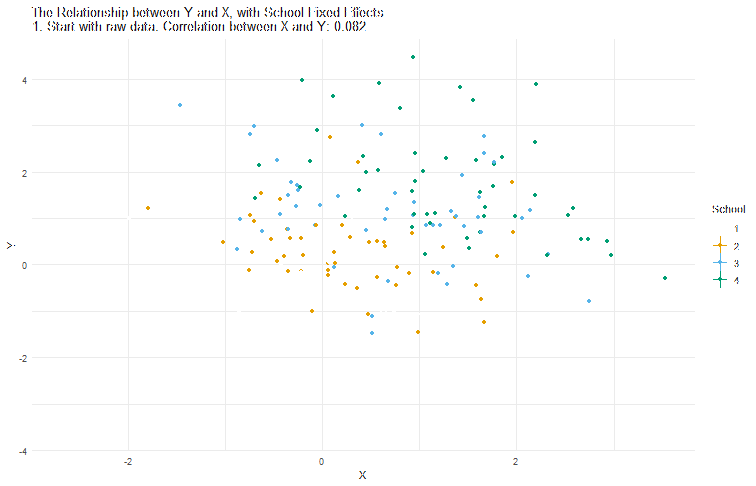 The Relationship between Y and X, with School Fixed Effects
1. Start with raw data. Correlation between X and Y: 0.082
4
2
0
-2
-4
Y
-2
0
2
X
School
1
2
3
4